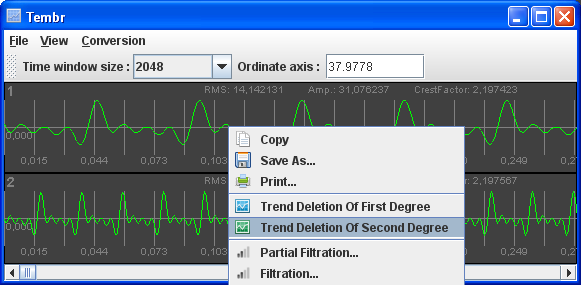 Tembr
File View Conversion
Time window size : 2048 Ordinate axis : 37.9778
1 RMS: 14,142131 Amp.: 31,076237 CrestFactor: 2,197423
0,000
0,015 0,044 0,073 0,103 0,249 0,2
Copy
Save As...
Print...
2 RMS 2,197567
Trend Deletion Of First Degree
0,000
Trend Deletion Of Second Degree
0,015 0,044 0,073 0,103 0,249 0,2
Partial Filtration...
Filtration...